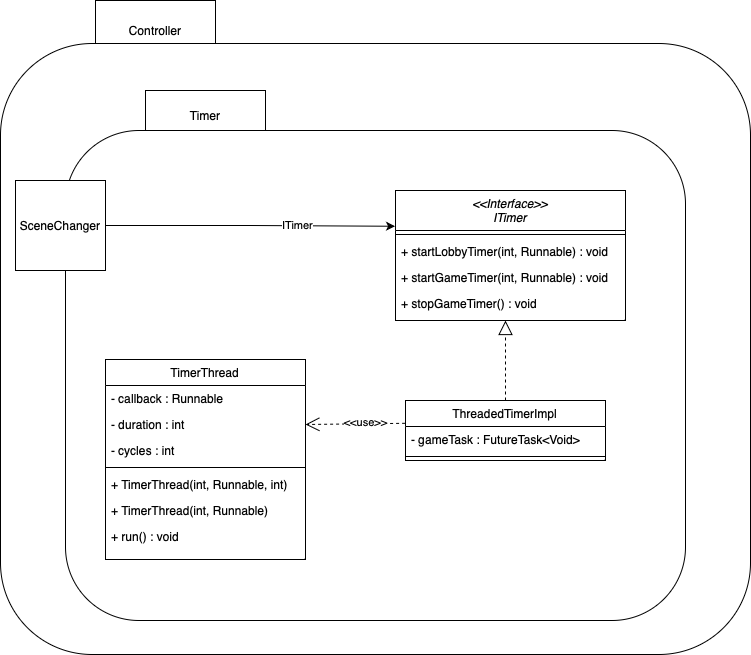 Controller
Timer
SceneChanger
ITimer
<<Interface>>
ITimer
+ startLobbyTimer(int, Runnable) : void
+ startGameTimer(int, Runnable) : void
+ stopGameTimer() : void
TimerThread
- callback : Runnable
- duration : int
- cycles : int
+ TimerThread(int, Runnable, int)
+ TimerThread(int, Runnable)
+ run() : void
<<use>>
ThreadedTimerImpl
- gameTask : FutureTask<Void>